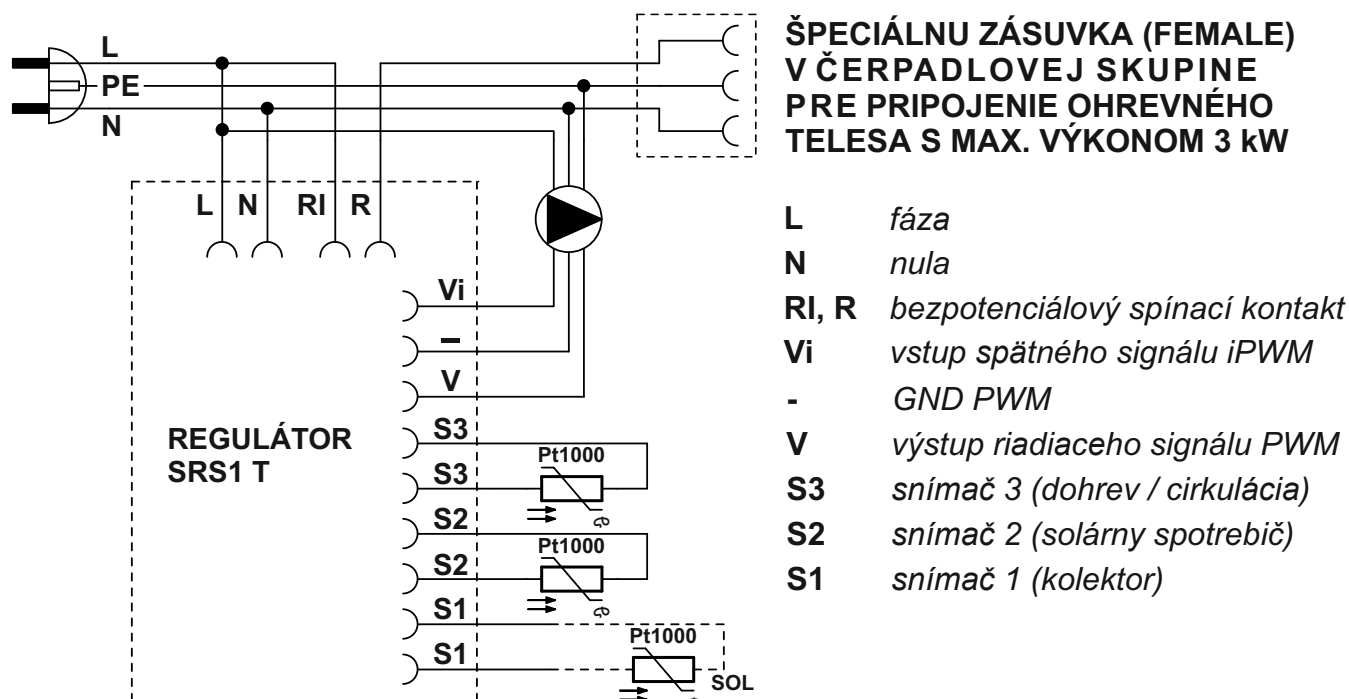 L
PE
N
ŠPECIÁLNU ZÁSUVKA (FEMALE)
V ČERPADLOVEJ SKUPINE
PRE PRIPOJENIE OHREVNÉHO
TELESA S MAX. VÝKONOM 3 kW
L N RI R
Vi
–
V
S3
S3
S2
S2
S1
S1
REGULÁTOR
SRS1 T
Pt1000
ϑ
Pt1000
ϑ
Pt1000
SOL
L fáza
N nula
RI, R bezpotenciálový spínací kontakt
Vi vstup spätného signálu iPWM
- GND PWM
V výstup riadiaceho signálu PWM
S3 snímač 3 (dohrev / cirkulácia)
S2 snímač 2 (solárny spotrebič)
S1 snímač 1 (kolektor)